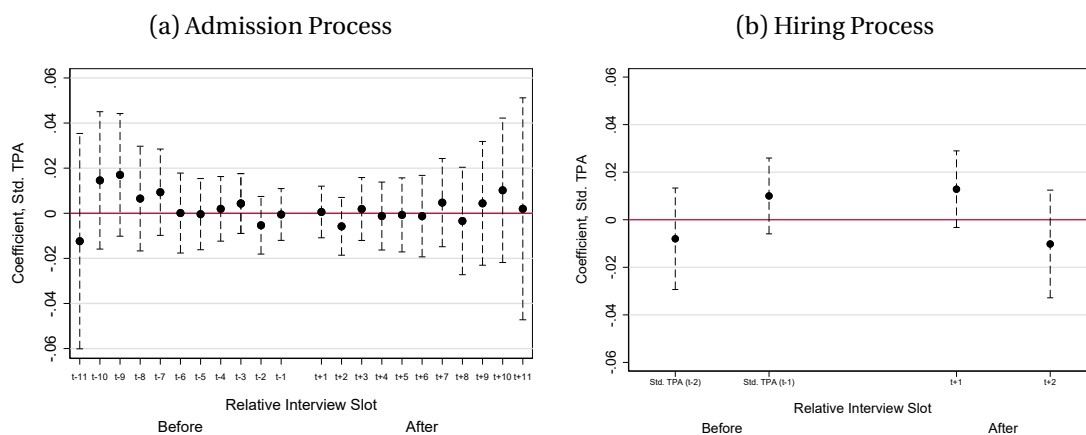 (a) Admission Process
Coefficient, Std. TPA
.06
.04
.02
0
-.02
-.04
-.06
t-11 t-10 t-9 t-8 t-7 t-6 t-5 t-4 t-3 t-2 t-1 t+1 t+2 t+3 t+4 t+5 t+6 t+7 t+8 t+9 t+10 t+11
Relative Interview Slot
Before After
(b) Hiring Process
Coefficient, Std. TPA
.06
.04
.02
0
-.02
-.04
-.06
Std. TPA (t-2) Std. TPA (t-1) t+1 t+2
Relative Interview Slot
Before After